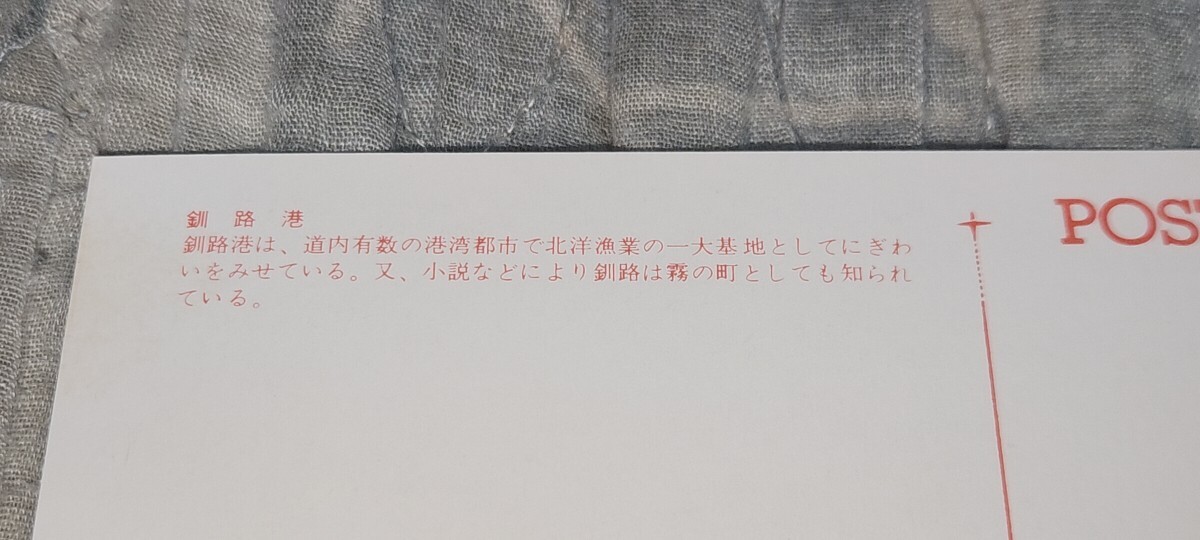 釧路港
釧路港は、道内有数の港湾都市で北洋漁業の一大基地としてにぎわ
いをみせている。又、小説などにより釧路は霧の町としても知られ
ている。
POS